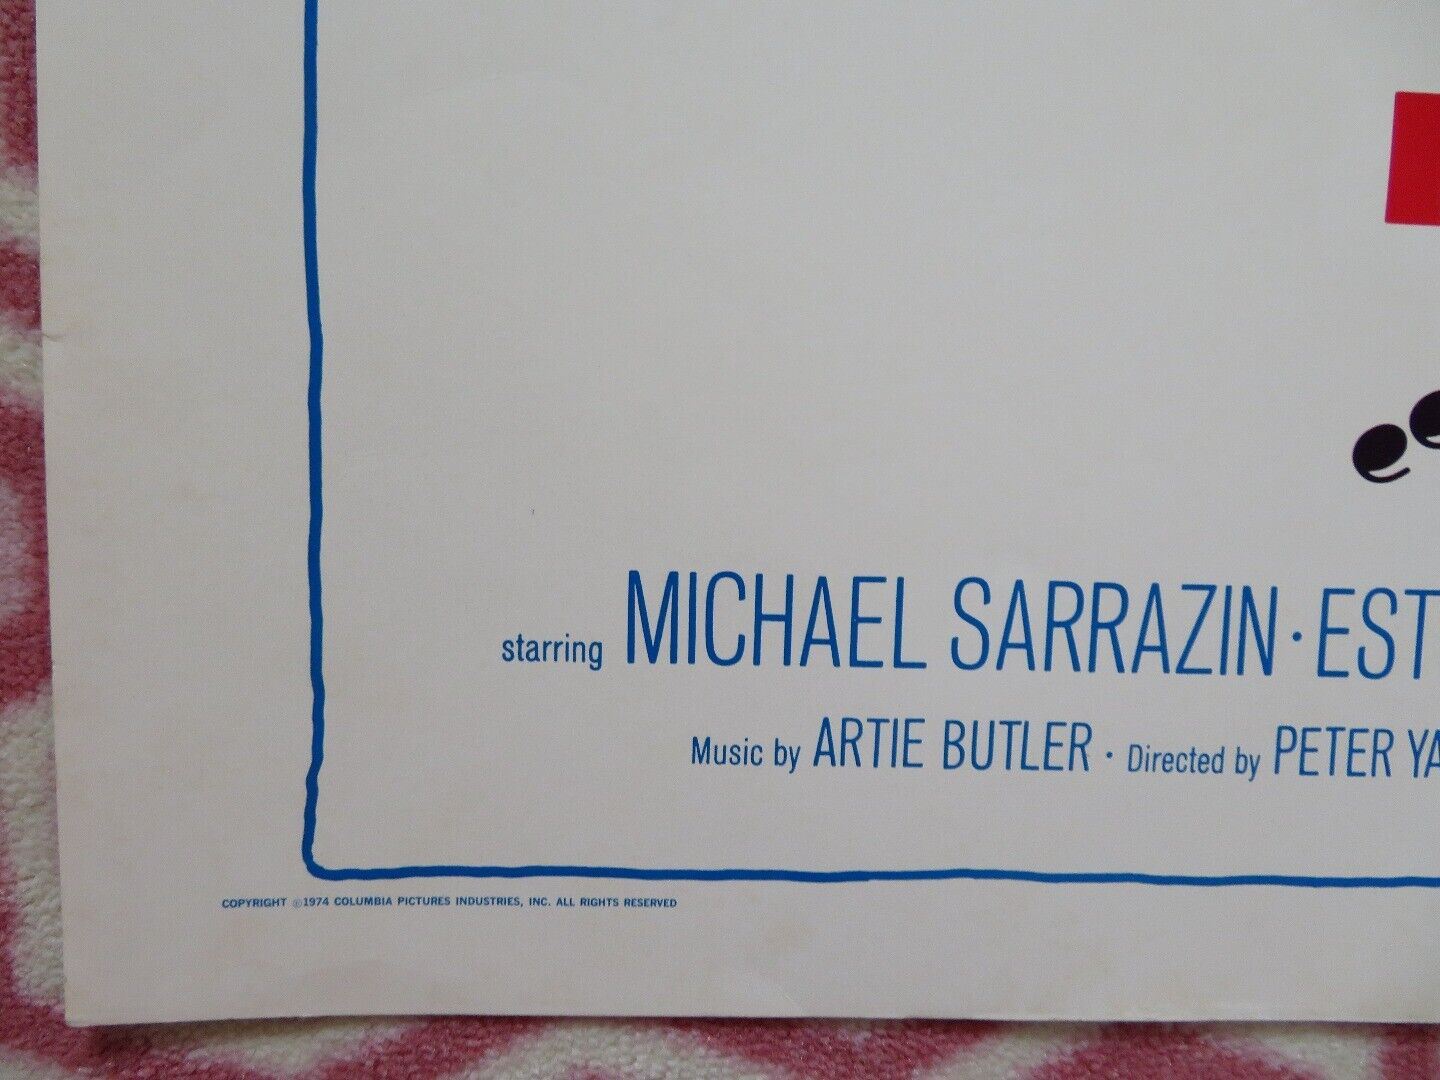 starring MICHAEL SARRAZIN · EST
Music by ARTIE BUTLER · Directed by PETER YA
COPYRIGHT ©1974 COLUMBIA PICTURES INDUSTRIES, INC. ALL RIGHTS RESERVED